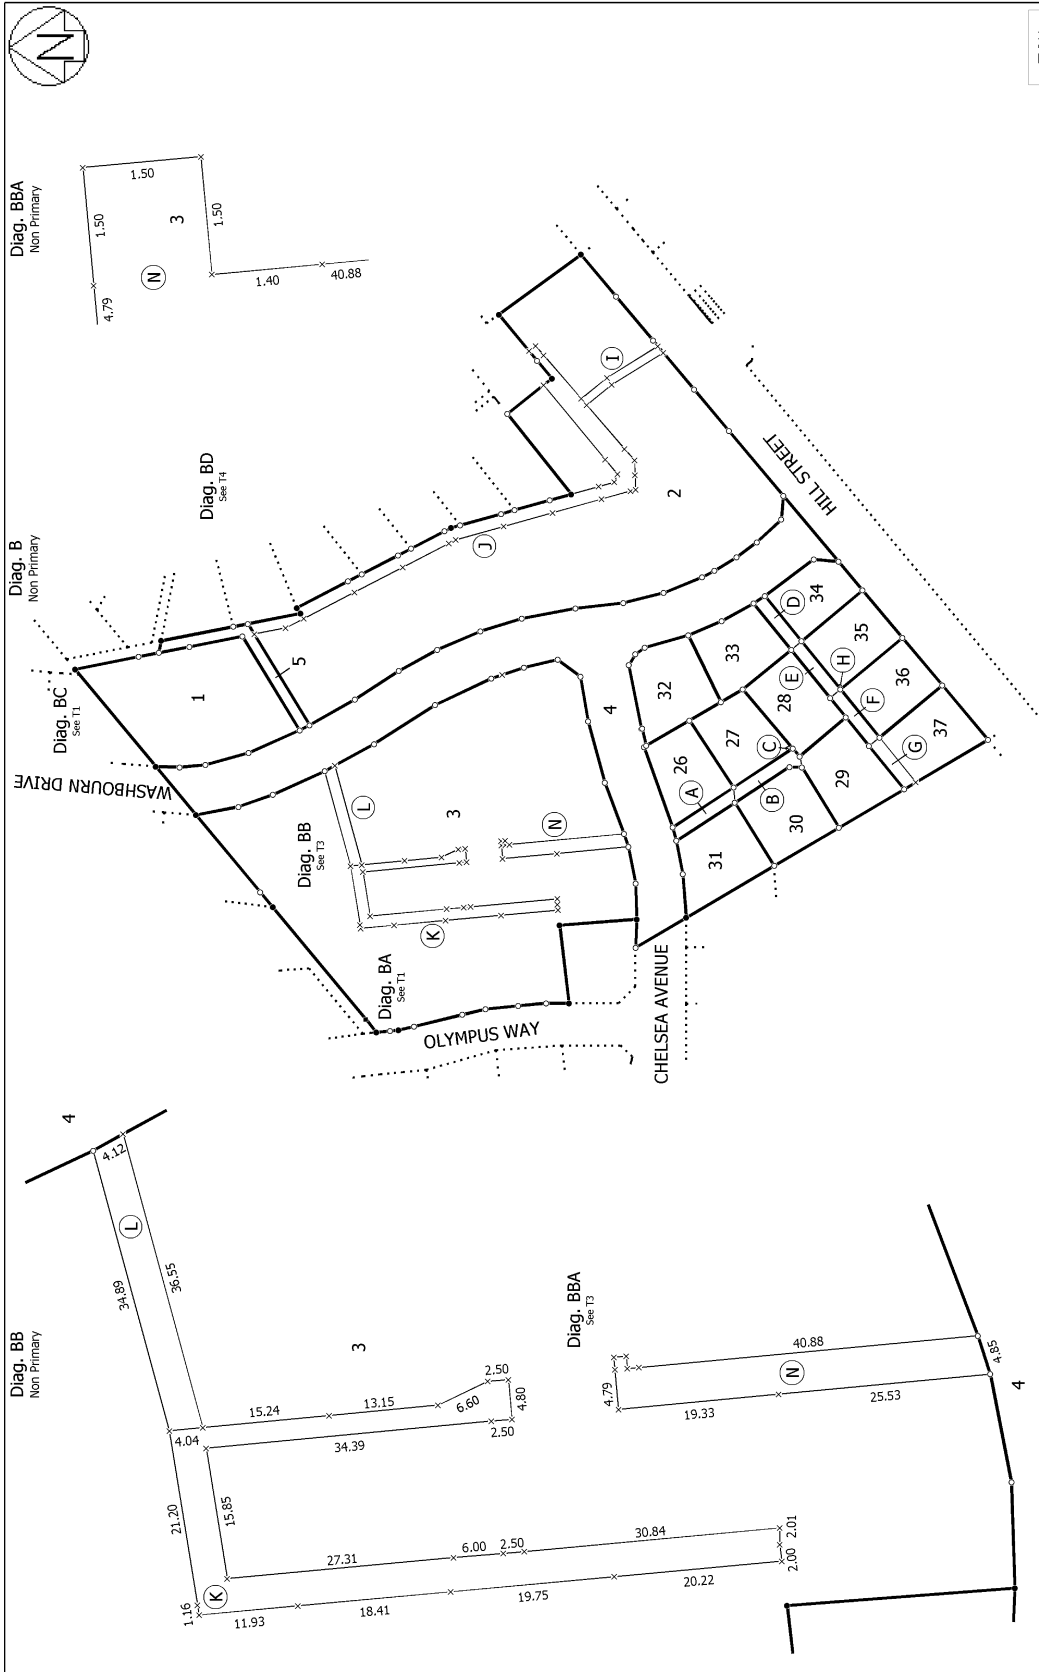 N
Diag. BB
Non Primary
4
4.12
L
34.89
36.55
3
4.04
15.24
13.15
6.60
2.50
4.80
2.50
34.39
21.20
15.85
K
1.16
11.93
18.41
19.75
20.22
27.31
6.00
2.50
30.84
2.01
2.00
Diag. BBA
See T3
4.79
40.88
N
19.33
25.53
4.85
4
Diag. B
Non Primary
Diag. BC
See T1
Diag. BD
See T4
WASHBOURN DRIVE
1
5
Diag. BB
See T3
L
3
N
K
Diag. BA
See T1
OLYMPUS WAY
CHELSEA AVENUE
4
J
I
2
HILL STREET
32
33
D
34
26
27
28
E
35
H
C
36
F
A
B
29
G
37
31
30
Diag. BBA
Non Primary
4.79
1.50
1.50
3
1.50
N
1.40
40.88